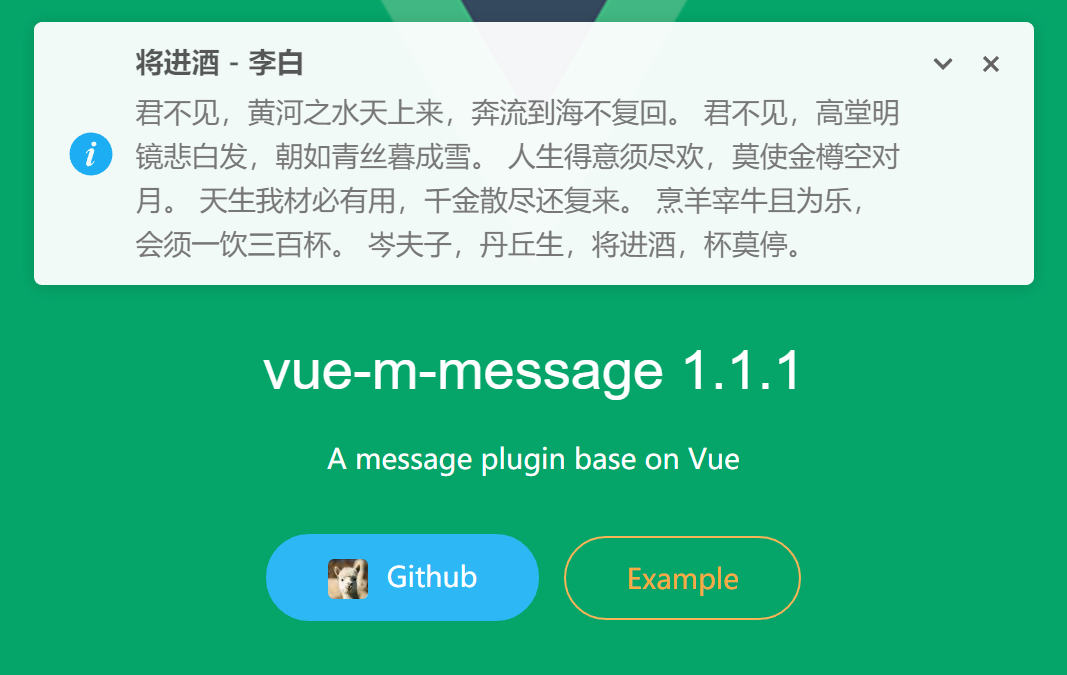 将进酒 - 李白
君不见，黄河之水天上来，奔流到海不复回。 君不见，高堂明
镜悲白发，朝如青丝暮成雪。 人生得意须尽欢，莫使金樽空对
月。 天生我材必有用，千金散尽还复来。 烹羊宰牛且为乐，
会须一饮三百杯。 岑夫子，丹丘生，将进酒，杯莫停。
vue-m-message 1.1.1
A message plugin base on Vue
Github
Example